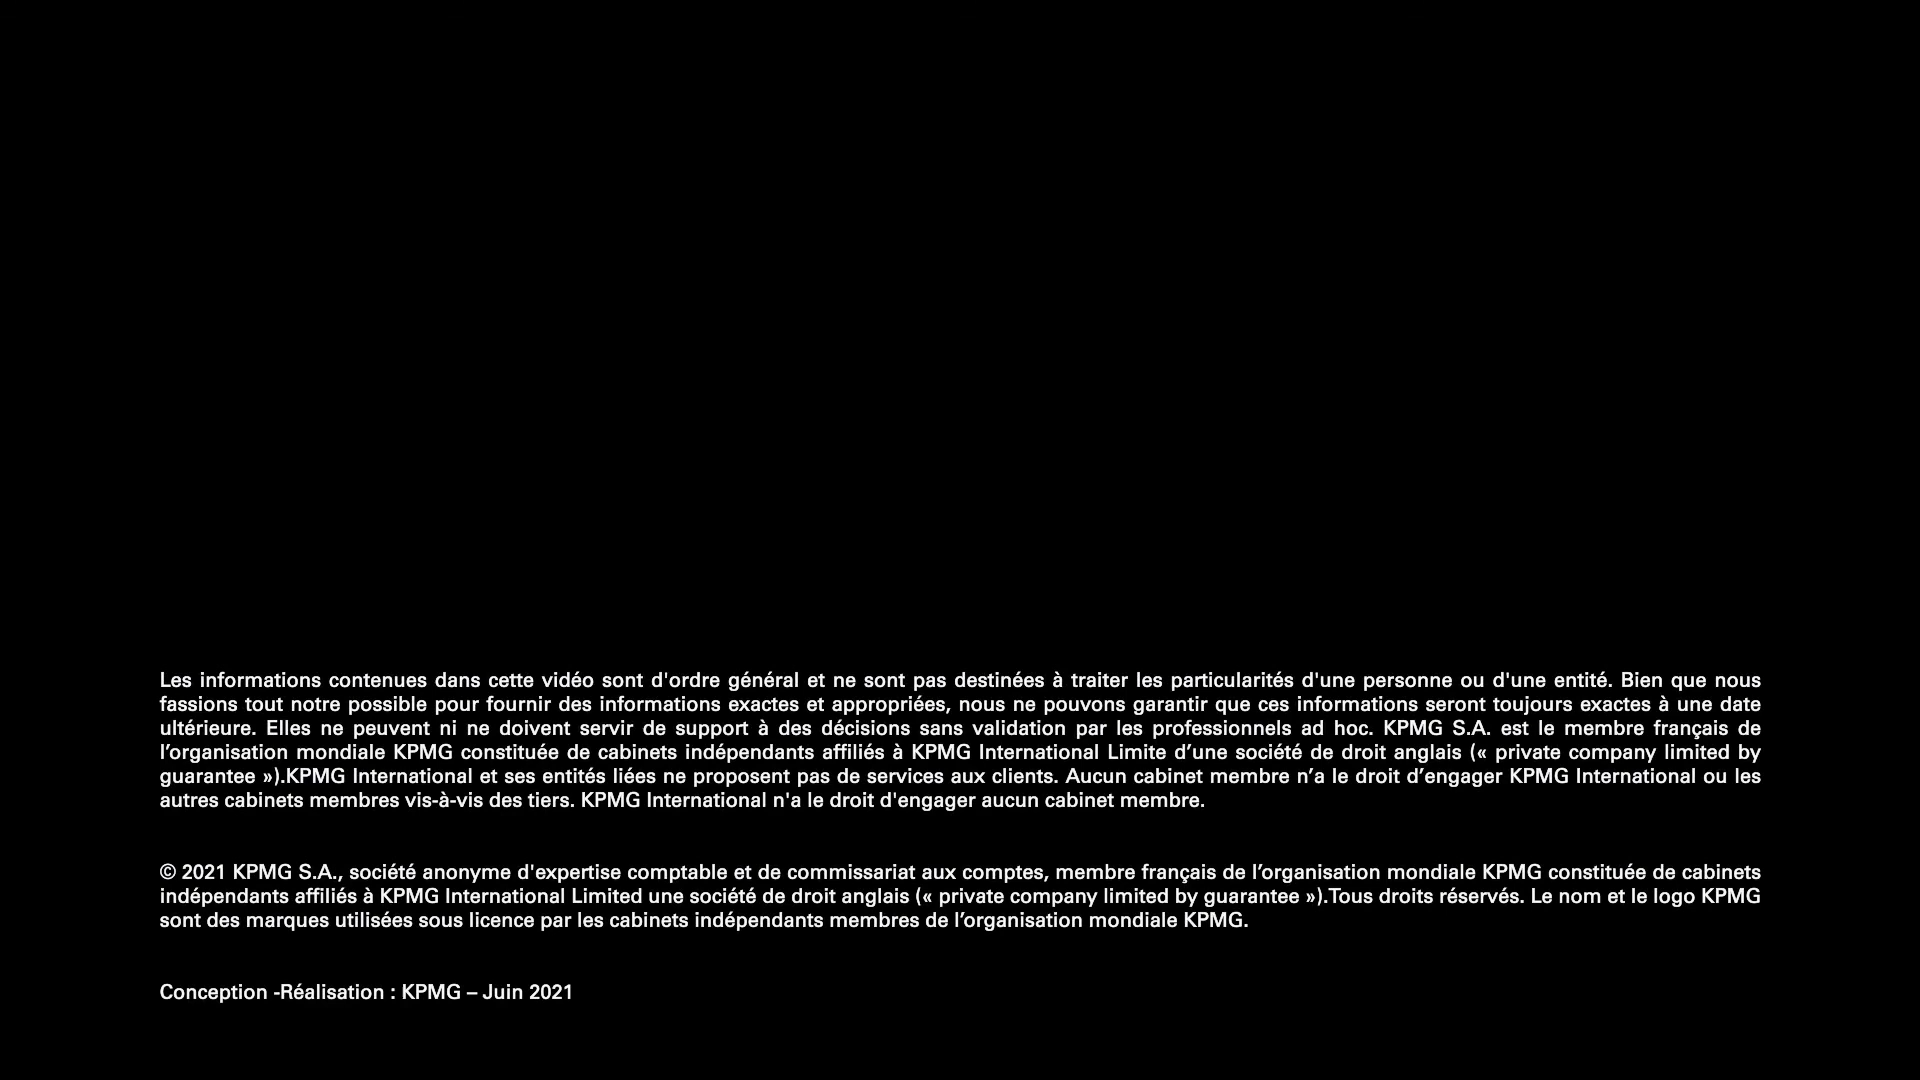 Les informations contenues dans cette vidéo sont d'ordre général et ne sont pas destinées à traiter les particularités d'une personne ou d'une entité. Bien que nous
fassions tout notre possible pour fournir des informations exactes et appropriées, nous ne pouvons garantir que ces informations seront toujours exactes à une date
ultérieure. Elles ne peuvent ni ne doivent servir de support à des décisions sans validation par les professionnels ad hoc. KPMG S.A. est le membre français de
l’organisation mondiale KPMG constituée de cabinets indépendants affiliés à KPMG International Limite d’une société de droit anglais (« private company limited by
guarantee »).KPMG International et ses entités liées ne proposent pas de services aux clients. Aucun cabinet membre n’a le droit d’engager KPMG International ou les
autres cabinets membres vis-à-vis des tiers. KPMG International n'a le droit d'engager aucun cabinet membre.
© 2021 KPMG S.A., société anonyme d'expertise comptable et de commissariat aux comptes, membre français de l’organisation mondiale KPMG constituée de cabinets
indépendants affiliés à KPMG International Limited une société de droit anglais (« private company limited by guarantee »).Tous droits réservés. Le nom et le logo KPMG
sont des marques utilisées sous licence par les cabinets indépendants membres de l’organisation mondiale KPMG.
Conception -Réalisation : KPMG – Juin 2021